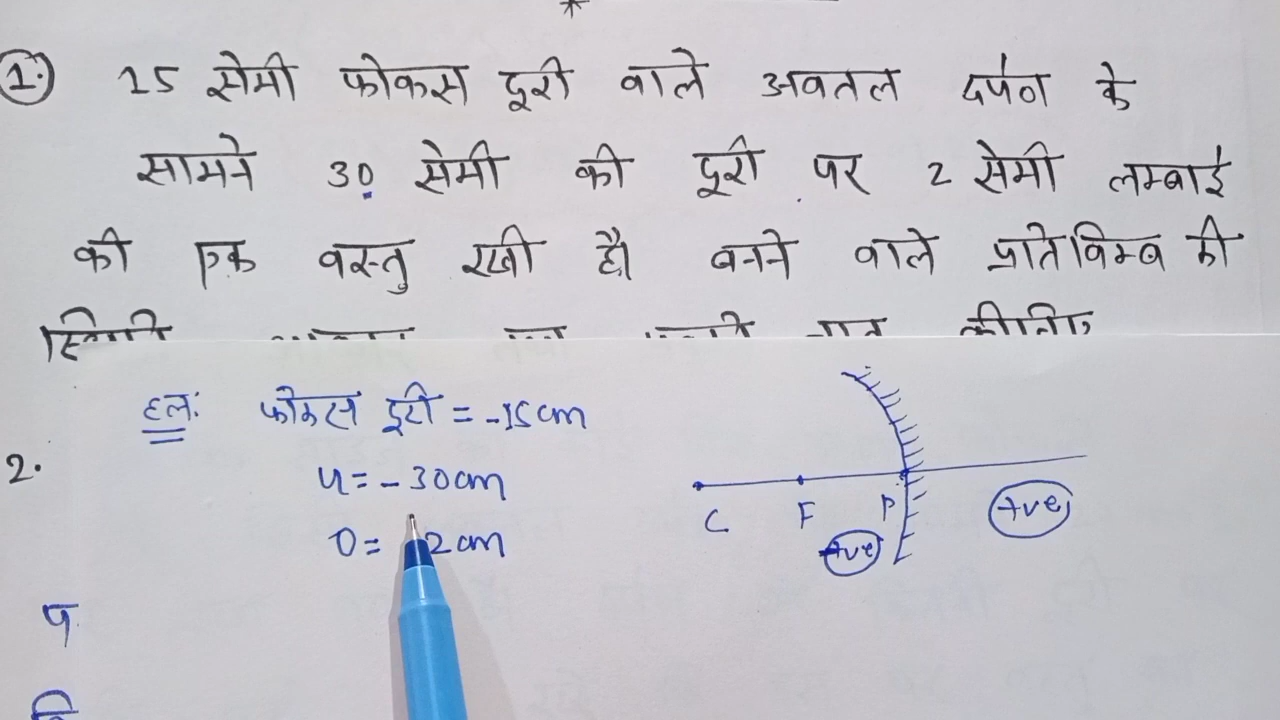 1. 15 सेमी फोकस दूरी वाले अवतल दर्पण के
सामने 30 सेमी की दूरी पर 2 सेमी लम्बाई
की एक वस्तु रखी है। बनने वाले प्रतिबिम्ब की
हल: फोकस दूरी = -15cm
2.
u = -30cm
O = 2cm
C F P +ve
+ve
प